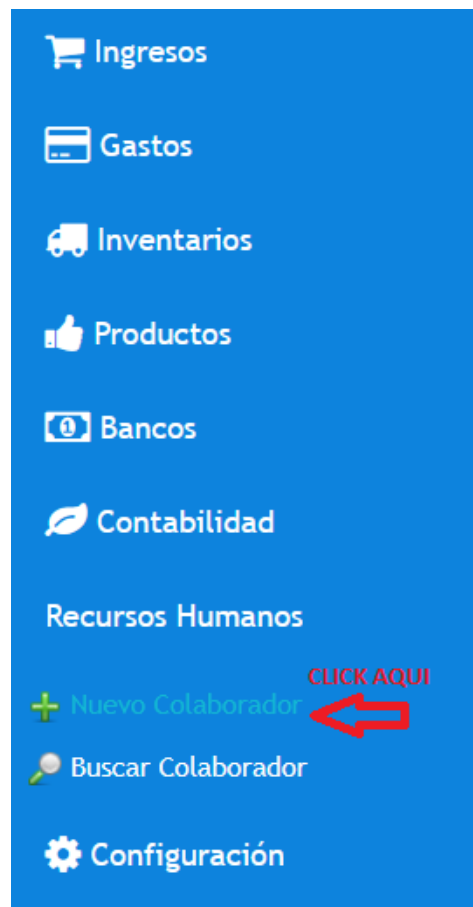 Ingresos
Gastos
Inventarios
Productos
Bancos
Contabilidad
Recursos Humanos
CLICK AQUI
Nuevo Colaborador
Buscar Colaborador
Configuración